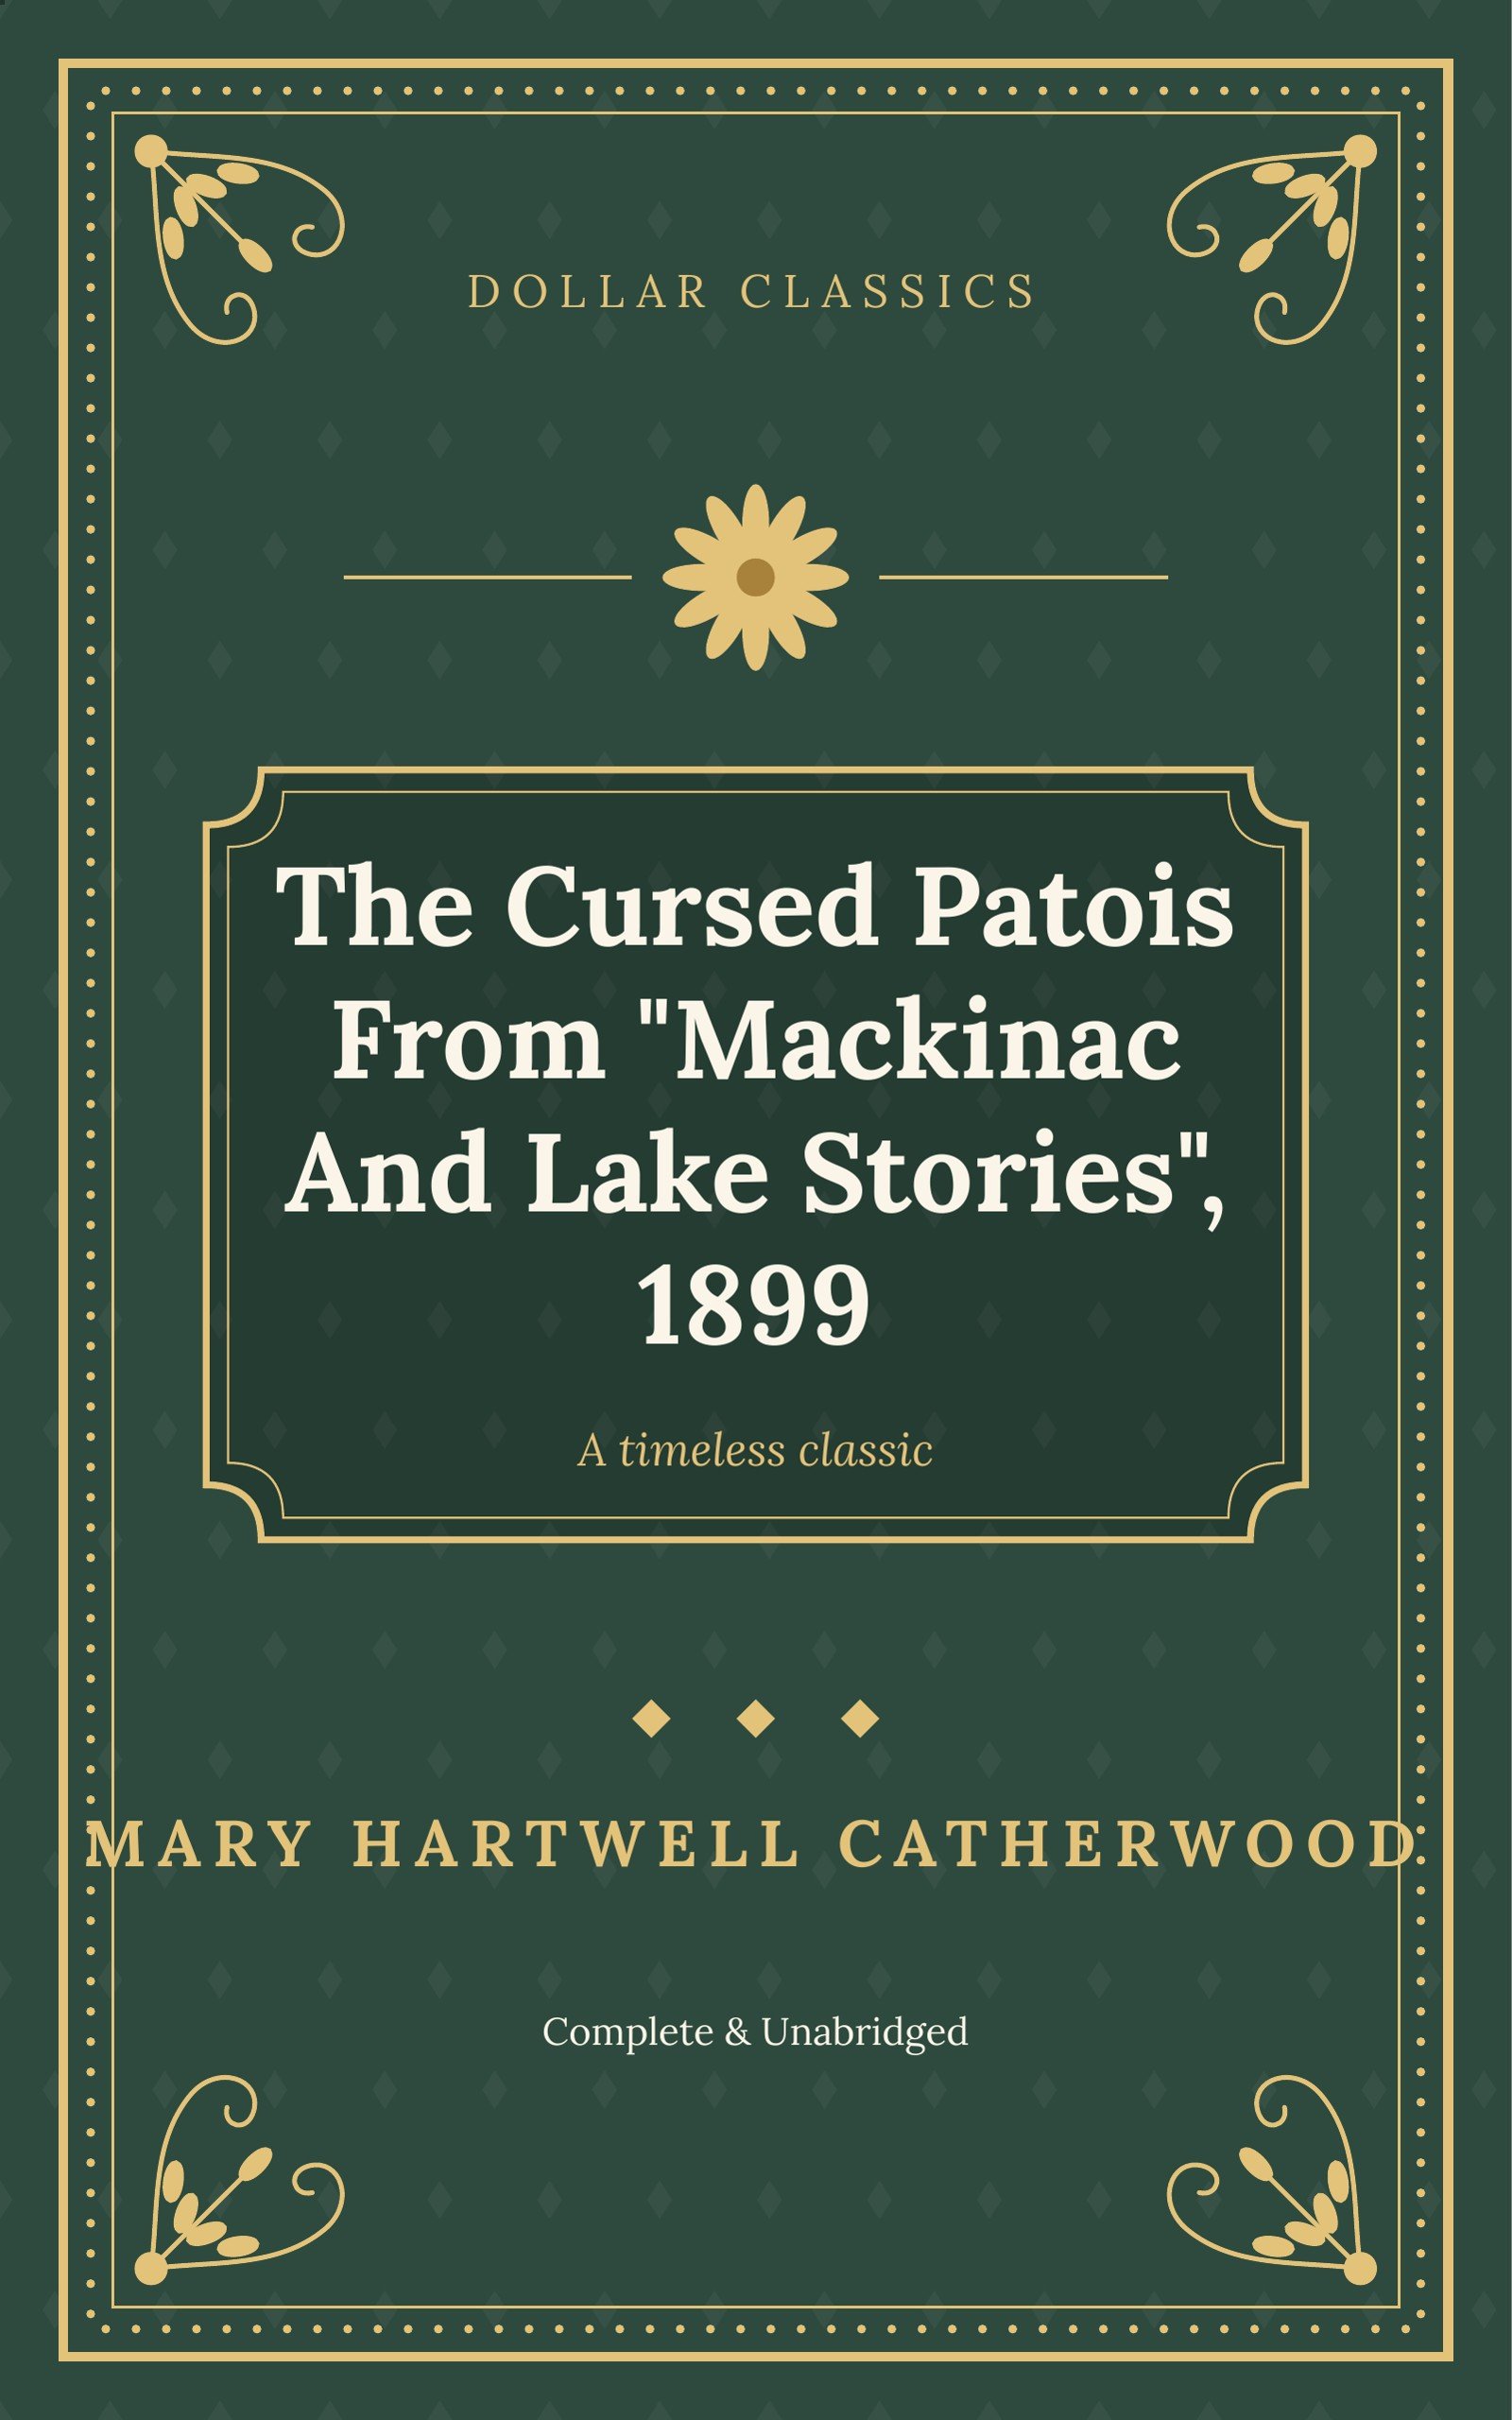 DOLLAR CLASSICS
The Cursed Patois
From "Mackinac
And Lake Stories",
1899
A timeless classic
MARY HARTWELL CATHERWOOD
Complete & Unabridged